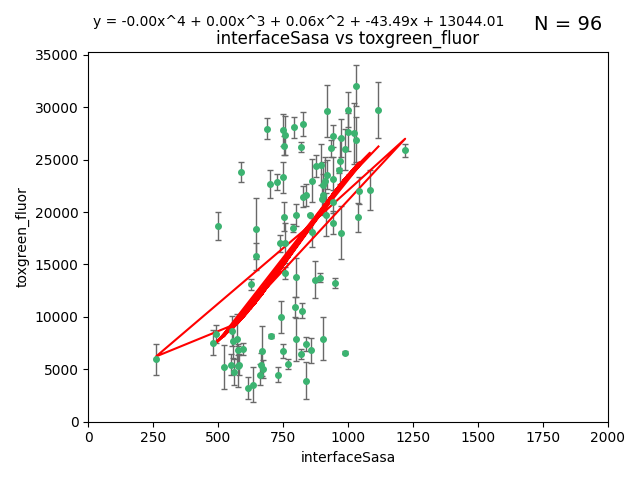 y = -0.00x^4 + 0.00x^3 + 0.06x^2 + -43.49x + 13044.01
N = 96
interfaceSasa vs toxgreen_fluor
35000
30000
25000
20000
15000
10000
5000
0
toxgreen_fluor
0 250 500 750 1000 1250 1500 1750 2000
interfaceSasa